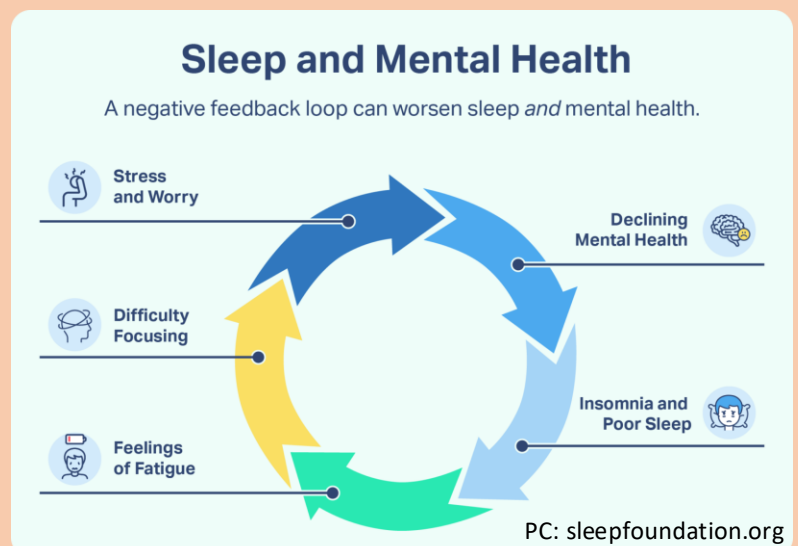 Sleep and Mental Health
A negative feedback loop can worsen sleep and mental health.
Stress
and Worry
Declining
Mental Health
Difficulty
Focusing
Insomnia and
Poor Sleep
Feelings
of Fatigue
PC: sleepfoundation.org